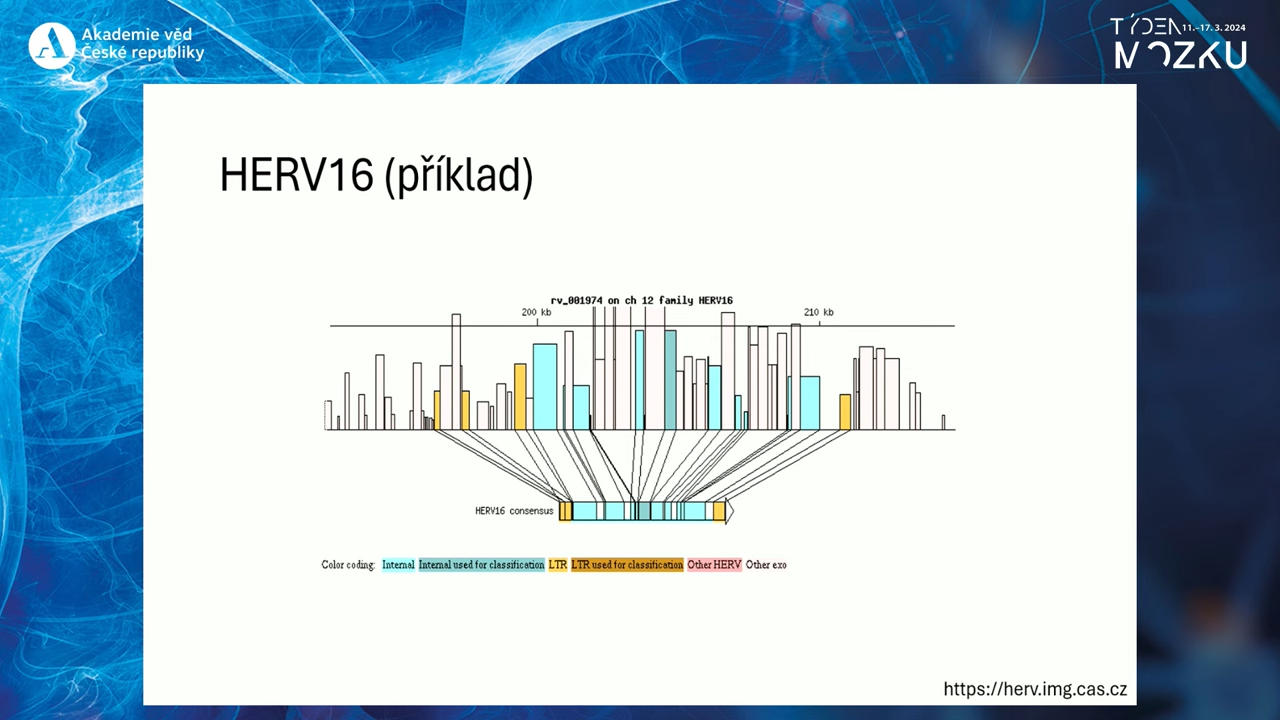 Akademie věd
České republiky
TÝDEN 11.–17. 3. 2024
MOZKU
HERV16 (příklad)
rv_001974 on ch 12 family HERV16
200 kb
210 kb
HERV16 consensus
Color coding: Internal Internal used for classification LTR LTR used for classification Other HERV Other exo
https://herv.img.cas.cz